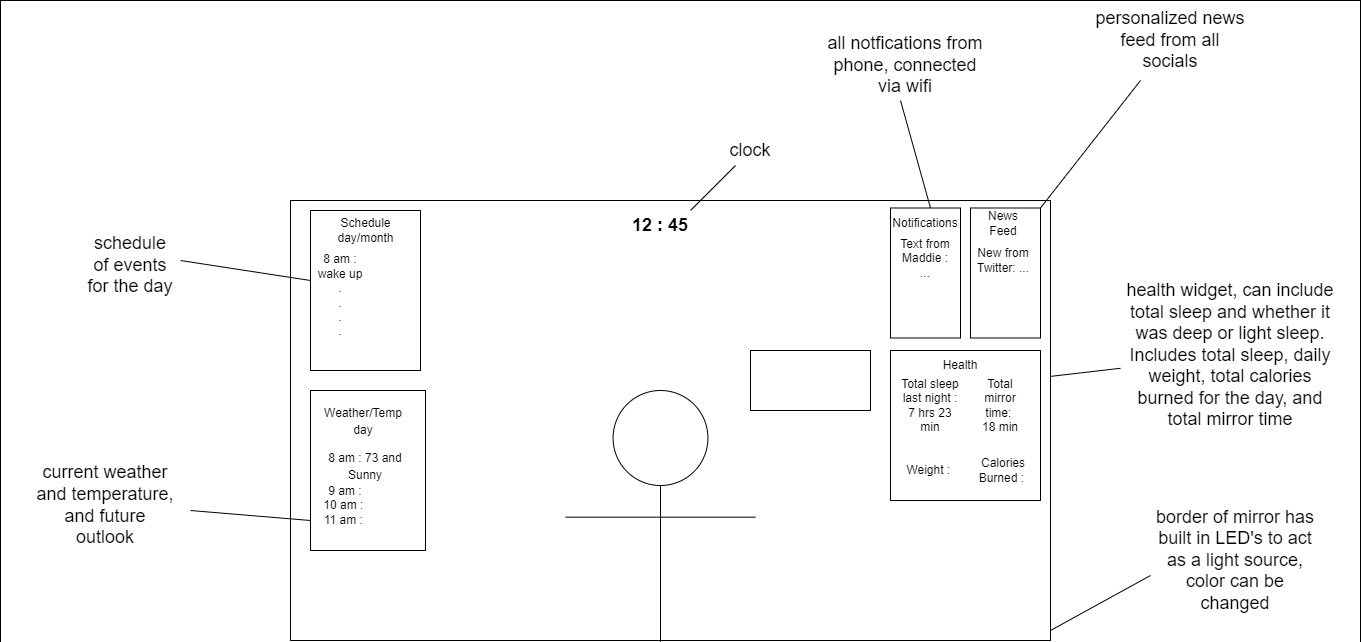 personalized news
feed from all
socials
all notfications from
phone, connected
via wifi
clock
schedule
of events
for the day
Schedule
day/month
8 am :
wake up
.
.
.
.
12 : 45
Notifications
Text from
Maddie :
...
News
Feed
New from
Twitter: ...
health widget, can include
total sleep and whether it
was deep or light sleep.
Includes total sleep, daily
weight, total calories
burned for the day, and
total mirror time
Health
Total sleep
last night :
7 hrs 23
min
Total
mirror
time:
18 min
Weight :
Calories
Burned :
current weather
and temperature,
and future
outlook
Weather/Temp
day
8 am : 73 and
Sunny
9 am :
10 am :
11 am :
border of mirror has
built in LED's to act
as a light source,
color can be
changed